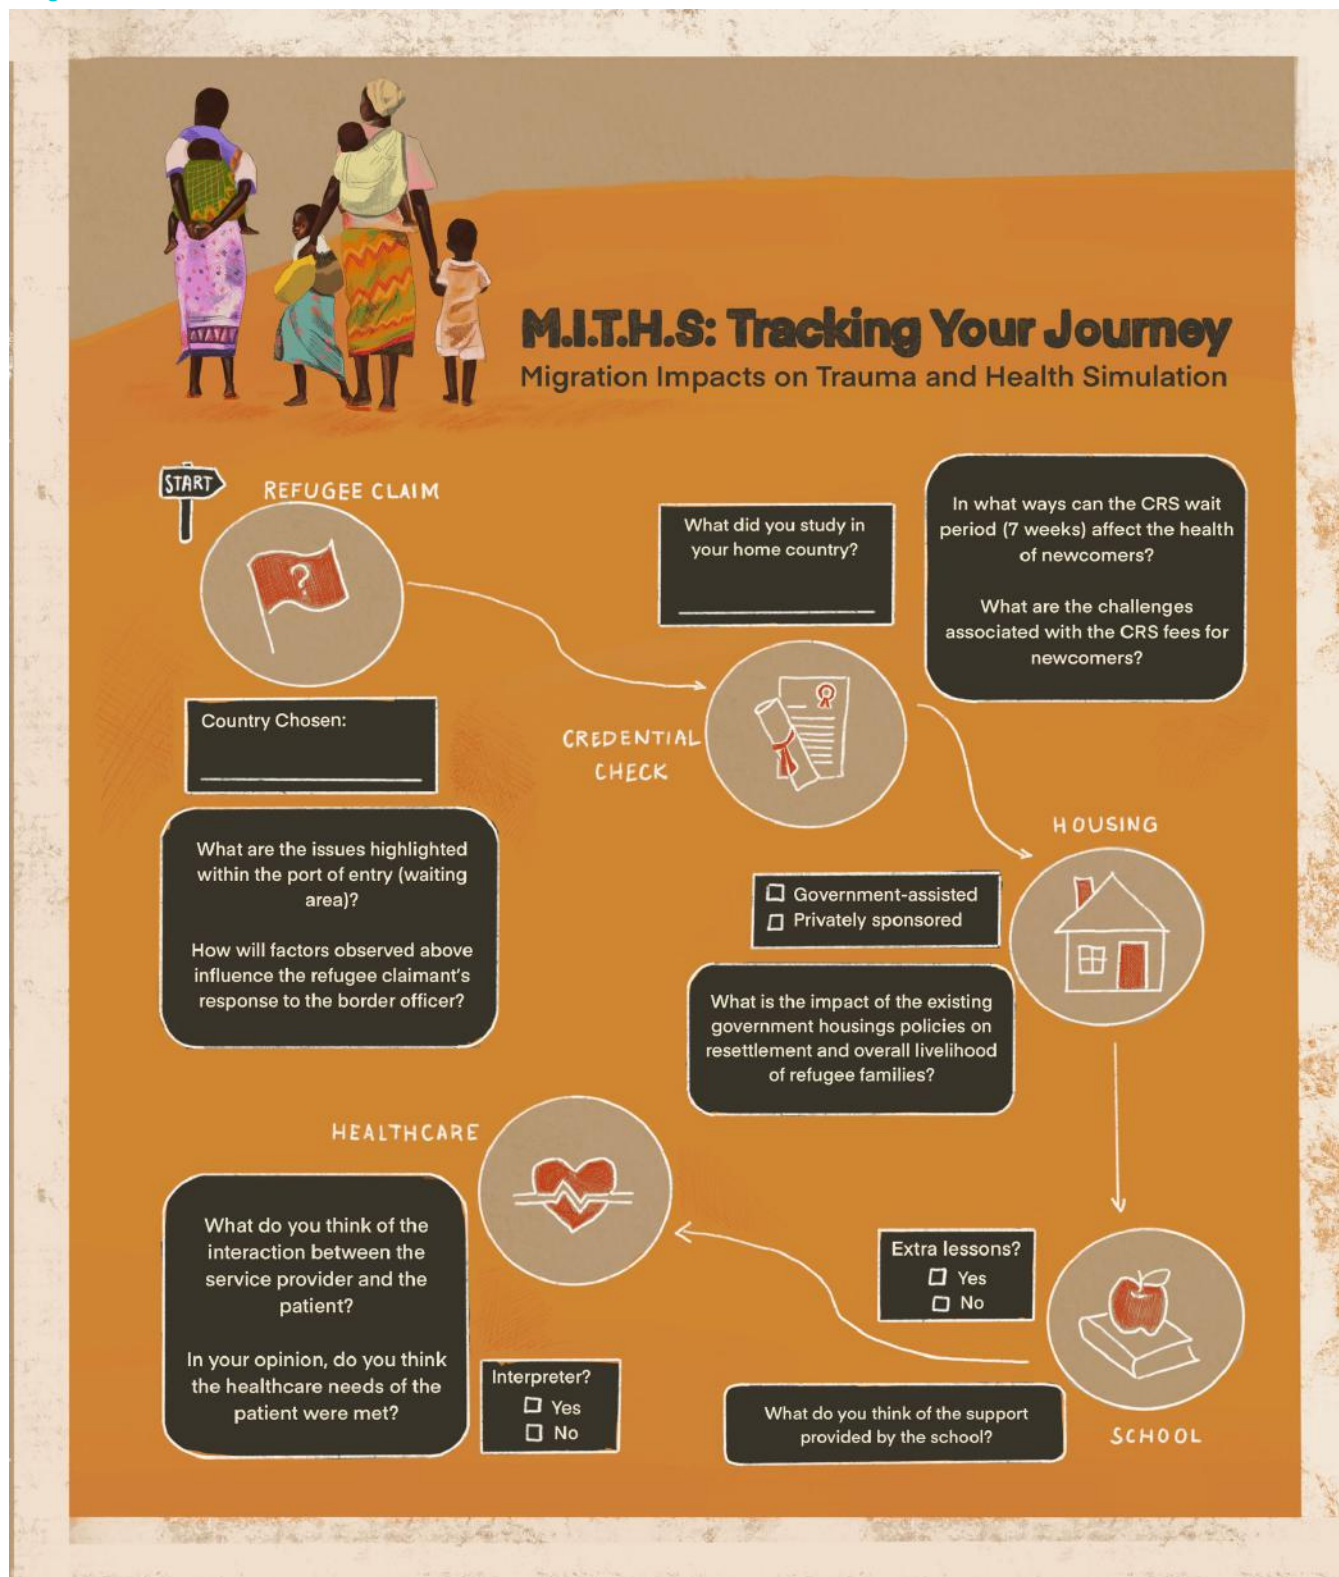 M.I.T.H.S: Tracking Your Journey
Migration Impacts on Trauma and Health Simulation
START
REFUGEE CLAIM
Country Chosen:
What are the issues highlighted
within the port of entry (waiting
area)?
How will factors observed above
influence the refugee claimant's
response to the border officer?
What did you study in
your home country?
CREDENTIAL
CHECK
In what ways can the CRS wait
period (7 weeks) affect the health
of newcomers?
What are the challenges
associated with the CRS fees for
newcomers?
HOUSING
Government-assisted
Privately sponsored
What is the impact of the existing
government housings policies on
resettlement and overall livelihood
of refugee families?
Extra lessons?
Yes
No
What do you think of the support
provided by the school?
SCHOOL
HEALTHCARE
What do you think of the
interaction between the
service provider and the
patient?
In your opinion, do you think
the healthcare needs of the
patient were met?
Interpreter?
Yes
No